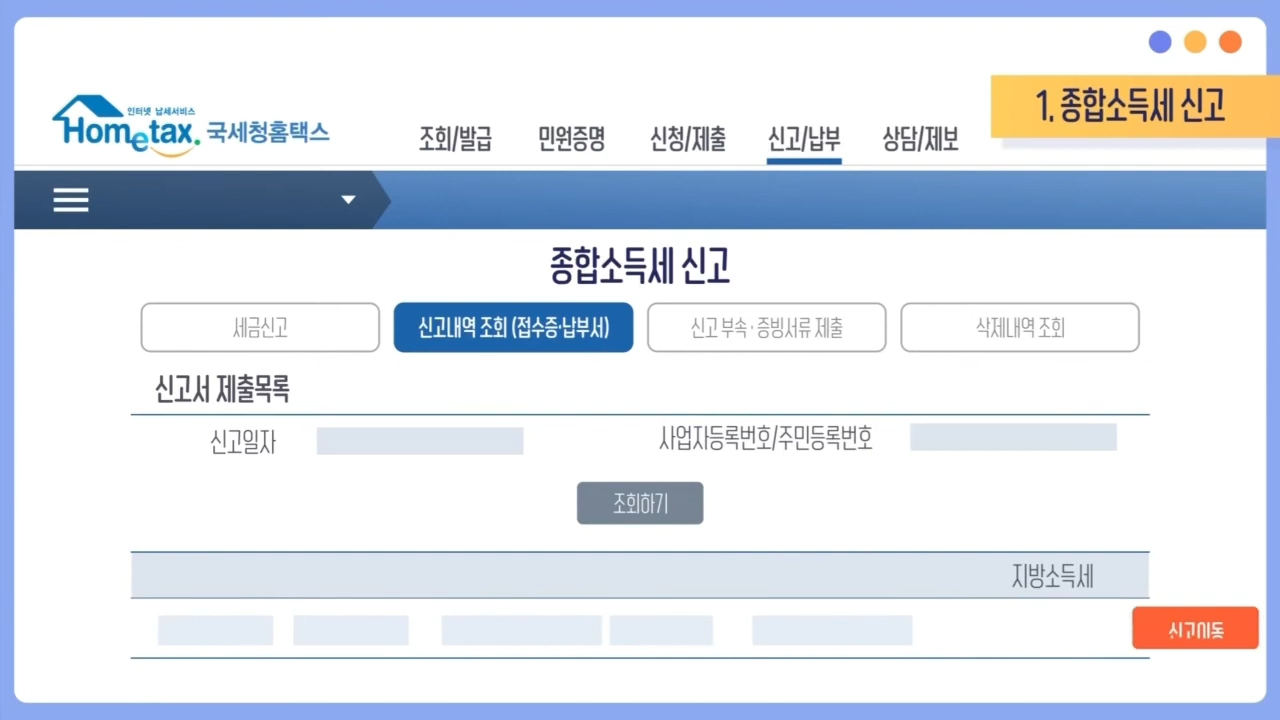 1. 종합소득세 신고
인터넷 납세서비스
Hometax. 국세청홈택스
조회/발급 민원증명 신청/제출 신고/납부 상담/제보
종합소득세 신고
세금신고 신고내역 조회 (접수증·납부서) 신고 부속·증빙서류 제출 삭제내역 조회
신고서 제출목록
신고일자 사업자등록번호/주민등록번호
조회하기
지방소득세
신고이동